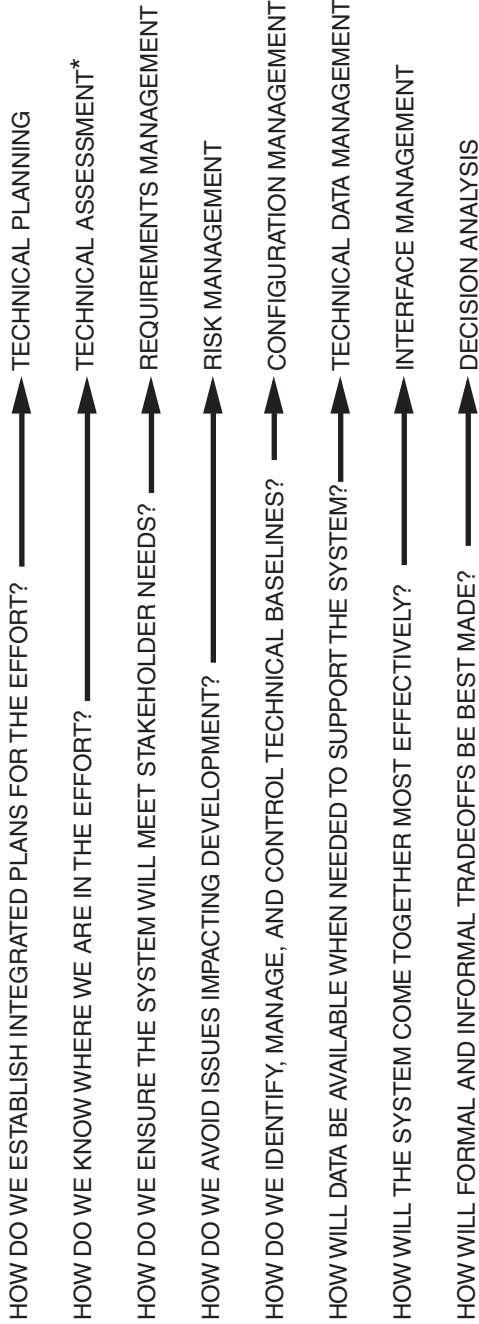 HOW DO WE ESTABLISH INTEGRATED PLANS FOR THE EFFORT? TECHNICAL PLANNING
HOW DO WE KNOW WHERE WE ARE IN THE EFFORT? TECHNICAL ASSESSMENT*
HOW DO WE ENSURE THE SYSTEM WILL MEET STAKEHOLDER NEEDS? REQUIREMENTS MANAGEMENT
HOW DO WE AVOID ISSUES IMPACTING DEVELOPMENT? RISK MANAGEMENT
HOW DO WE IDENTIFY, MANAGE, AND CONTROL TECHNICAL BASELINES? CONFIGURATION MANAGEMENT
HOW WILL DATA BE AVAILABLE WHEN NEEDED TO SUPPORT THE SYSTEM? TECHNICAL DATA MANAGEMENT
HOW WILL THE SYSTEM COME TOGETHER MOST EFFECTIVELY? INTERFACE MANAGEMENT
HOW WILL FORMAL AND INFORMAL TRADEOFFS BE BEST MADE? DECISION ANALYSIS